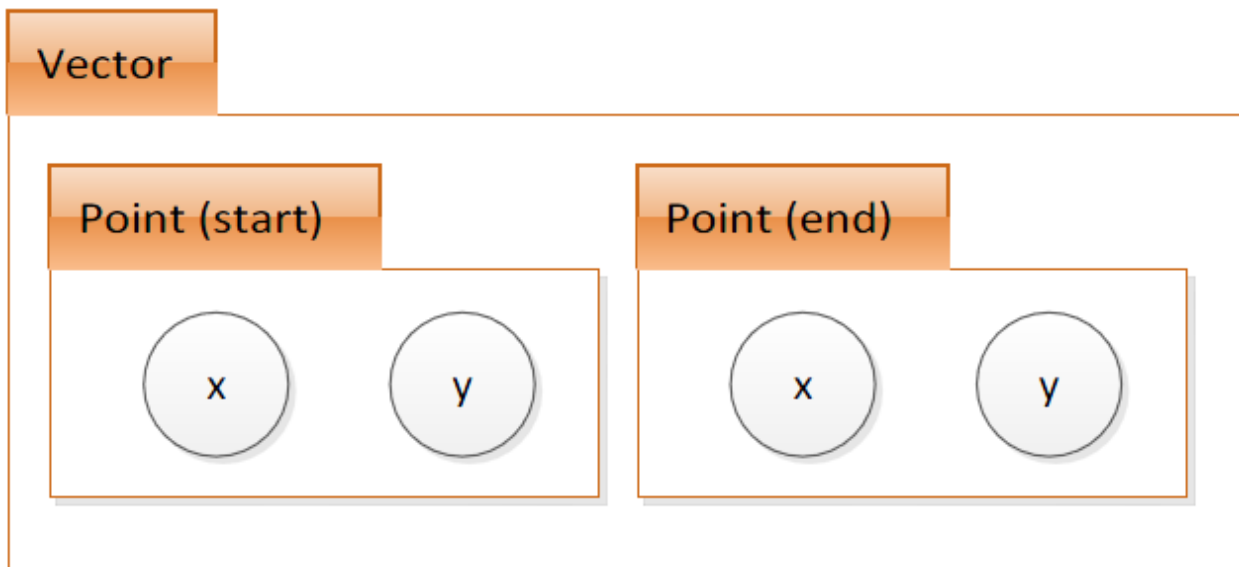 Vector
Point (start)
Point (end)
x
y
x
y